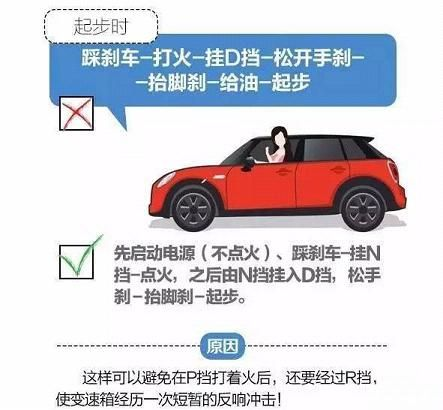 起步时
踩刹车–打火–挂D挡–松开手刹–
–抬脚刹–给油–起步
先启动电源（不点火）、踩刹车–挂N
挡–点火，之后由N挡挂入D挡，松手
刹–抬脚刹–起步。
原因
这样可以避免在P挡打着火后，还要经过R挡，
使变速箱经历一次短暂的反响冲击！